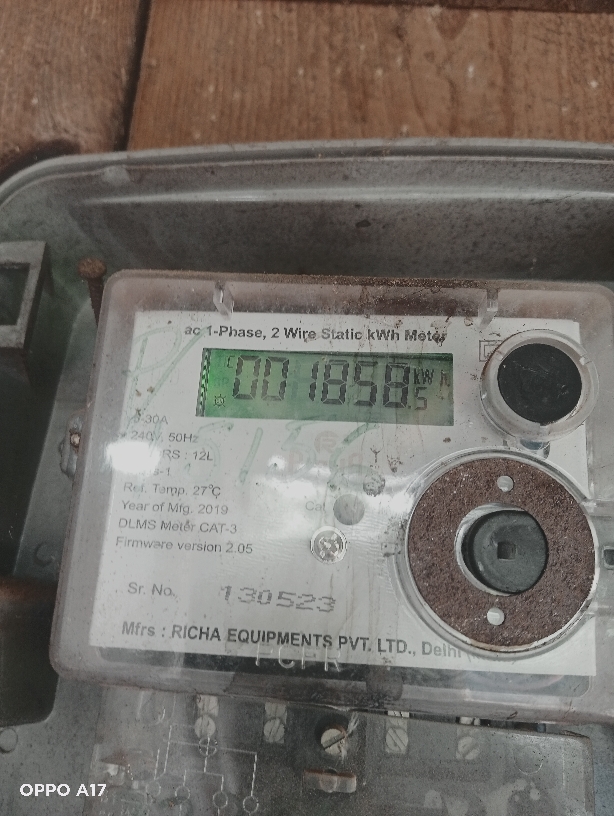 ac 1-Phase, 2 Wire Static kWh Meter
C 001858.5 kWh
-30A
240V, 50Hz
RS : 12L
s-1
Ref. Temp. 27°C
Year of Mfg. 2019
DLMS Meter CAT-3
Firmware version 2.05
Sr. No. 130523
Mfrs : RICHA EQUIPMENTS PVT. LTD., Delhi
OPPO A17